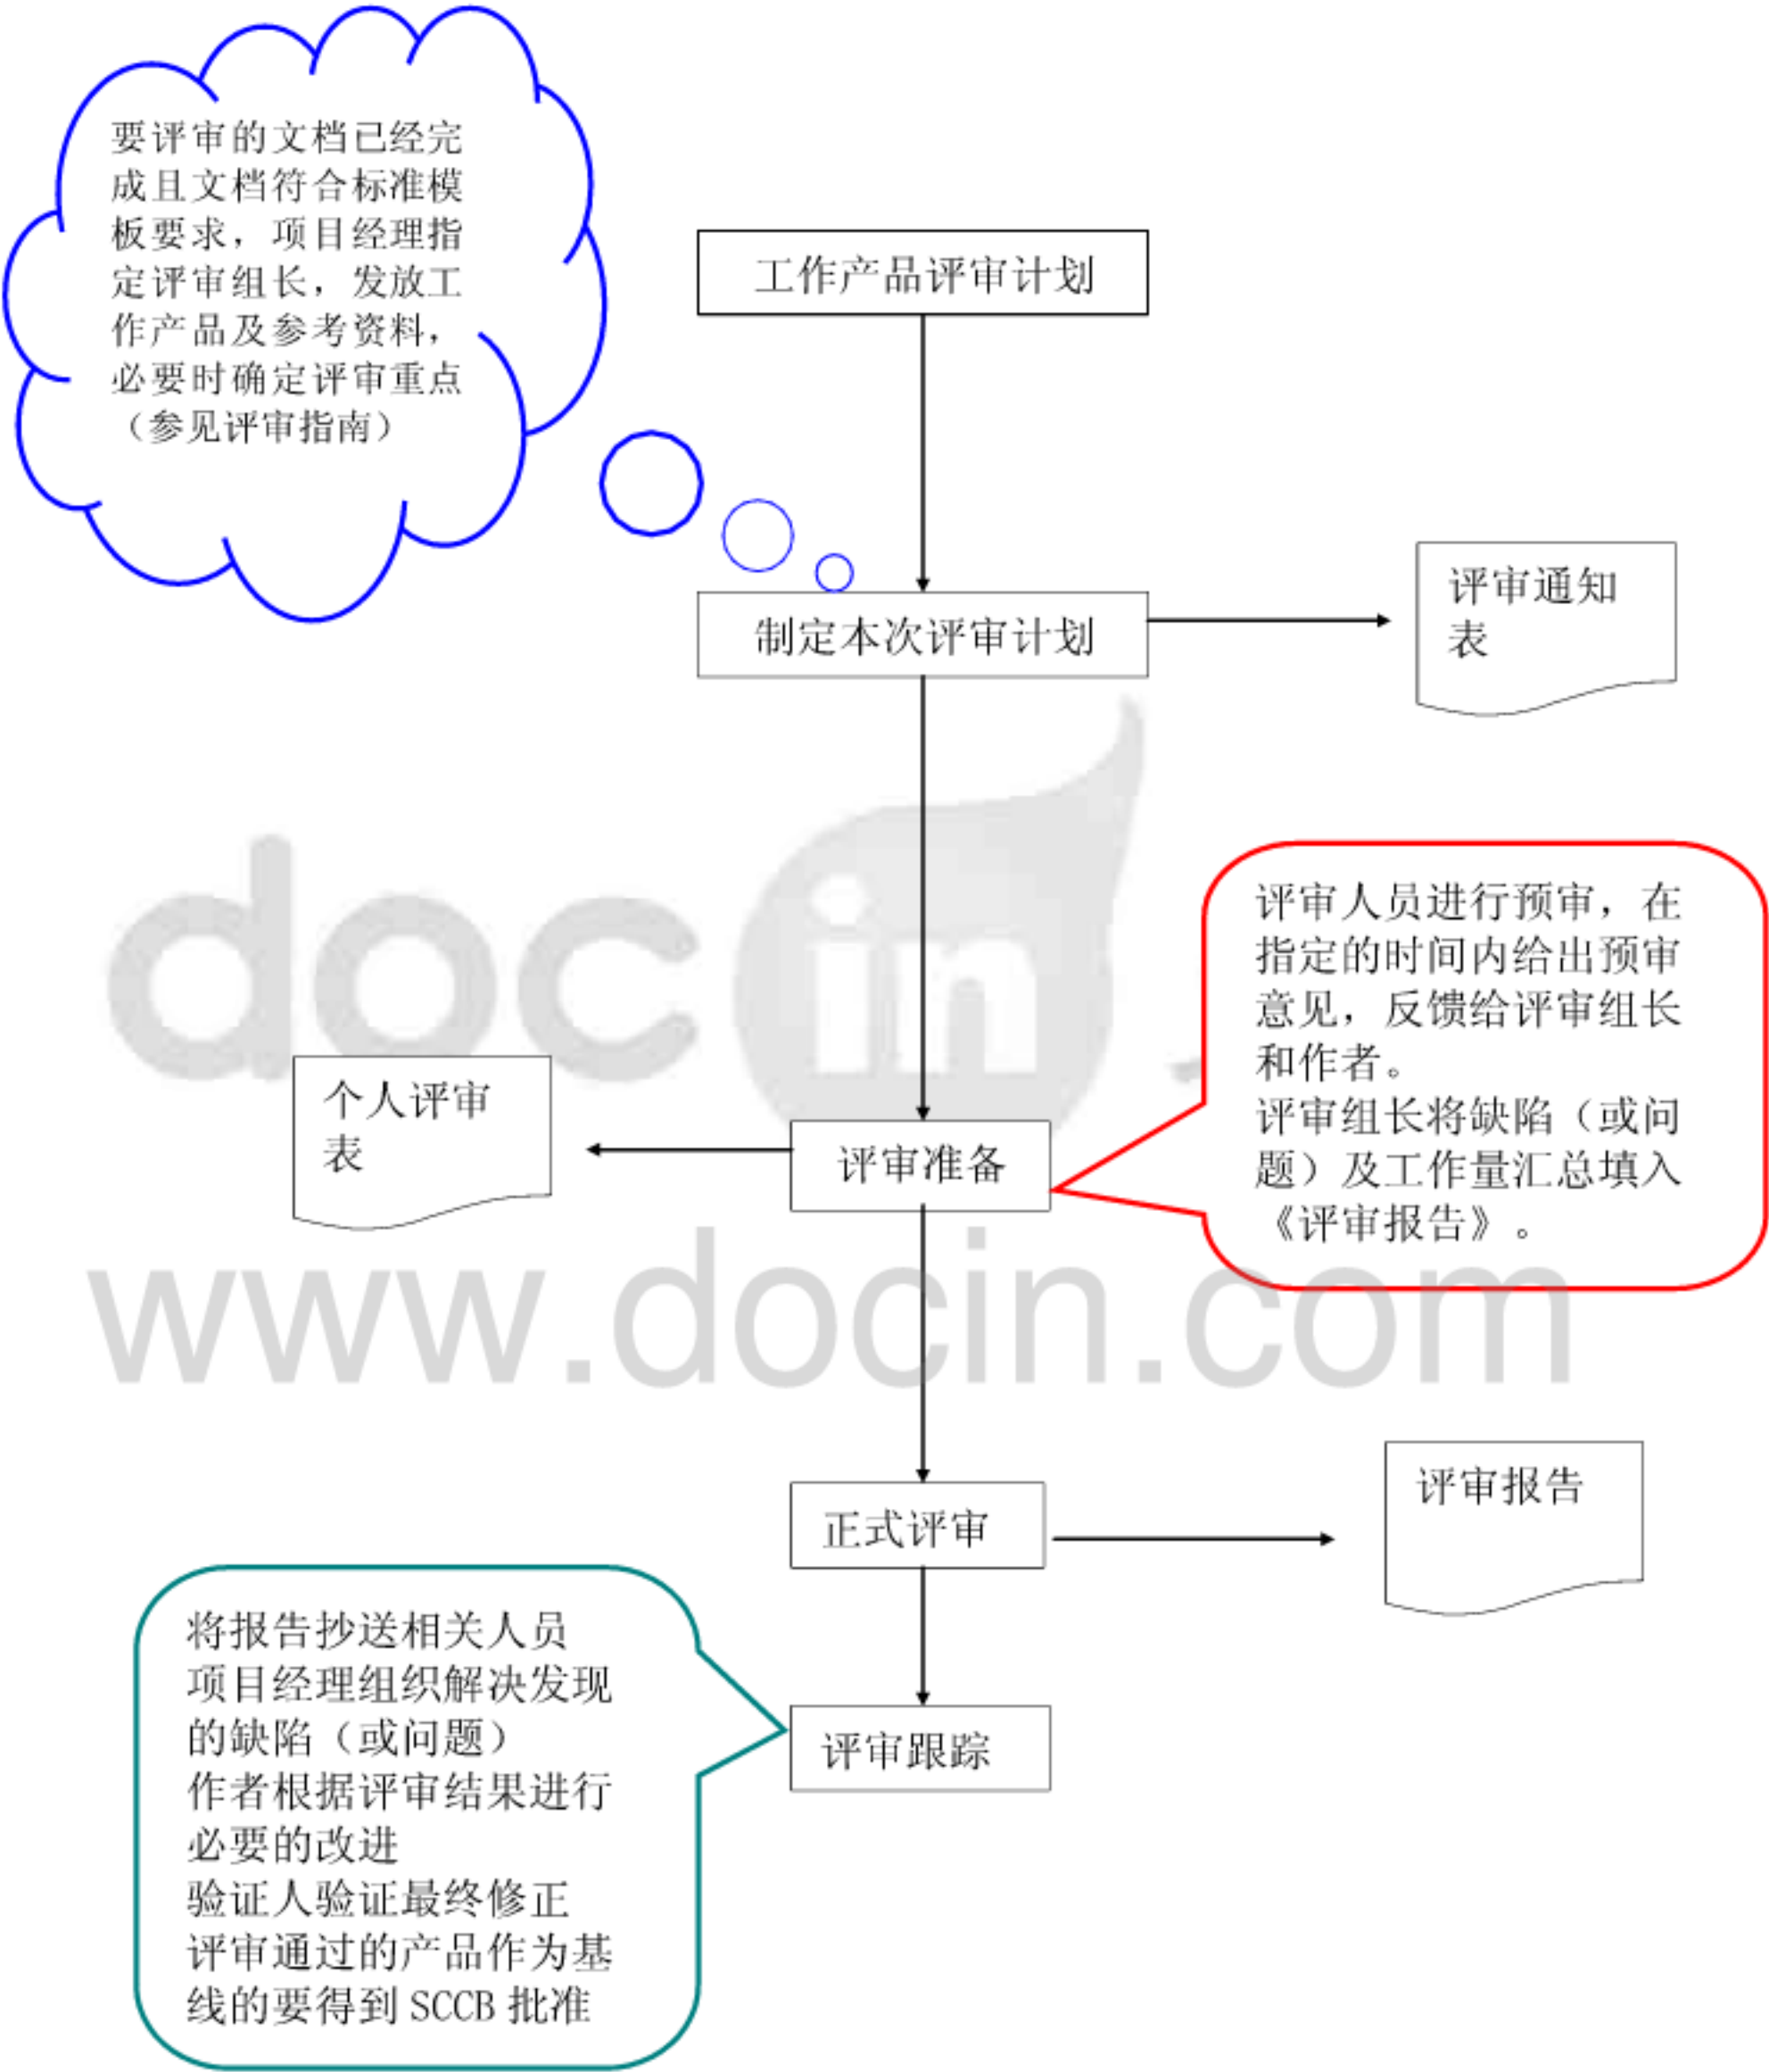 要评审的文档已经完
成且文档符合标准模
板要求，项目经理指
定评审组长，发放工
作产品及参考资料，
必要时确定评审重点
（参见评审指南）
工作产品评审计划
制定本次评审计划
评审通知
表
评审人员进行预审，在
指定的时间内给出预审
意见，反馈给评审组长
和作者。
评审组长将缺陷（或问
题）及工作量汇总填入
《评审报告》。
个人评审
表
评审准备
docin
www.docin.com
正式评审
评审报告
将报告抄送相关人员
项目经理组织解决发现
的缺陷（或问题）
作者根据评审结果进行
必要的改进
验证人验证最终修正
评审通过的产品作为基
线的要得到 SCCB 批准
评审跟踪